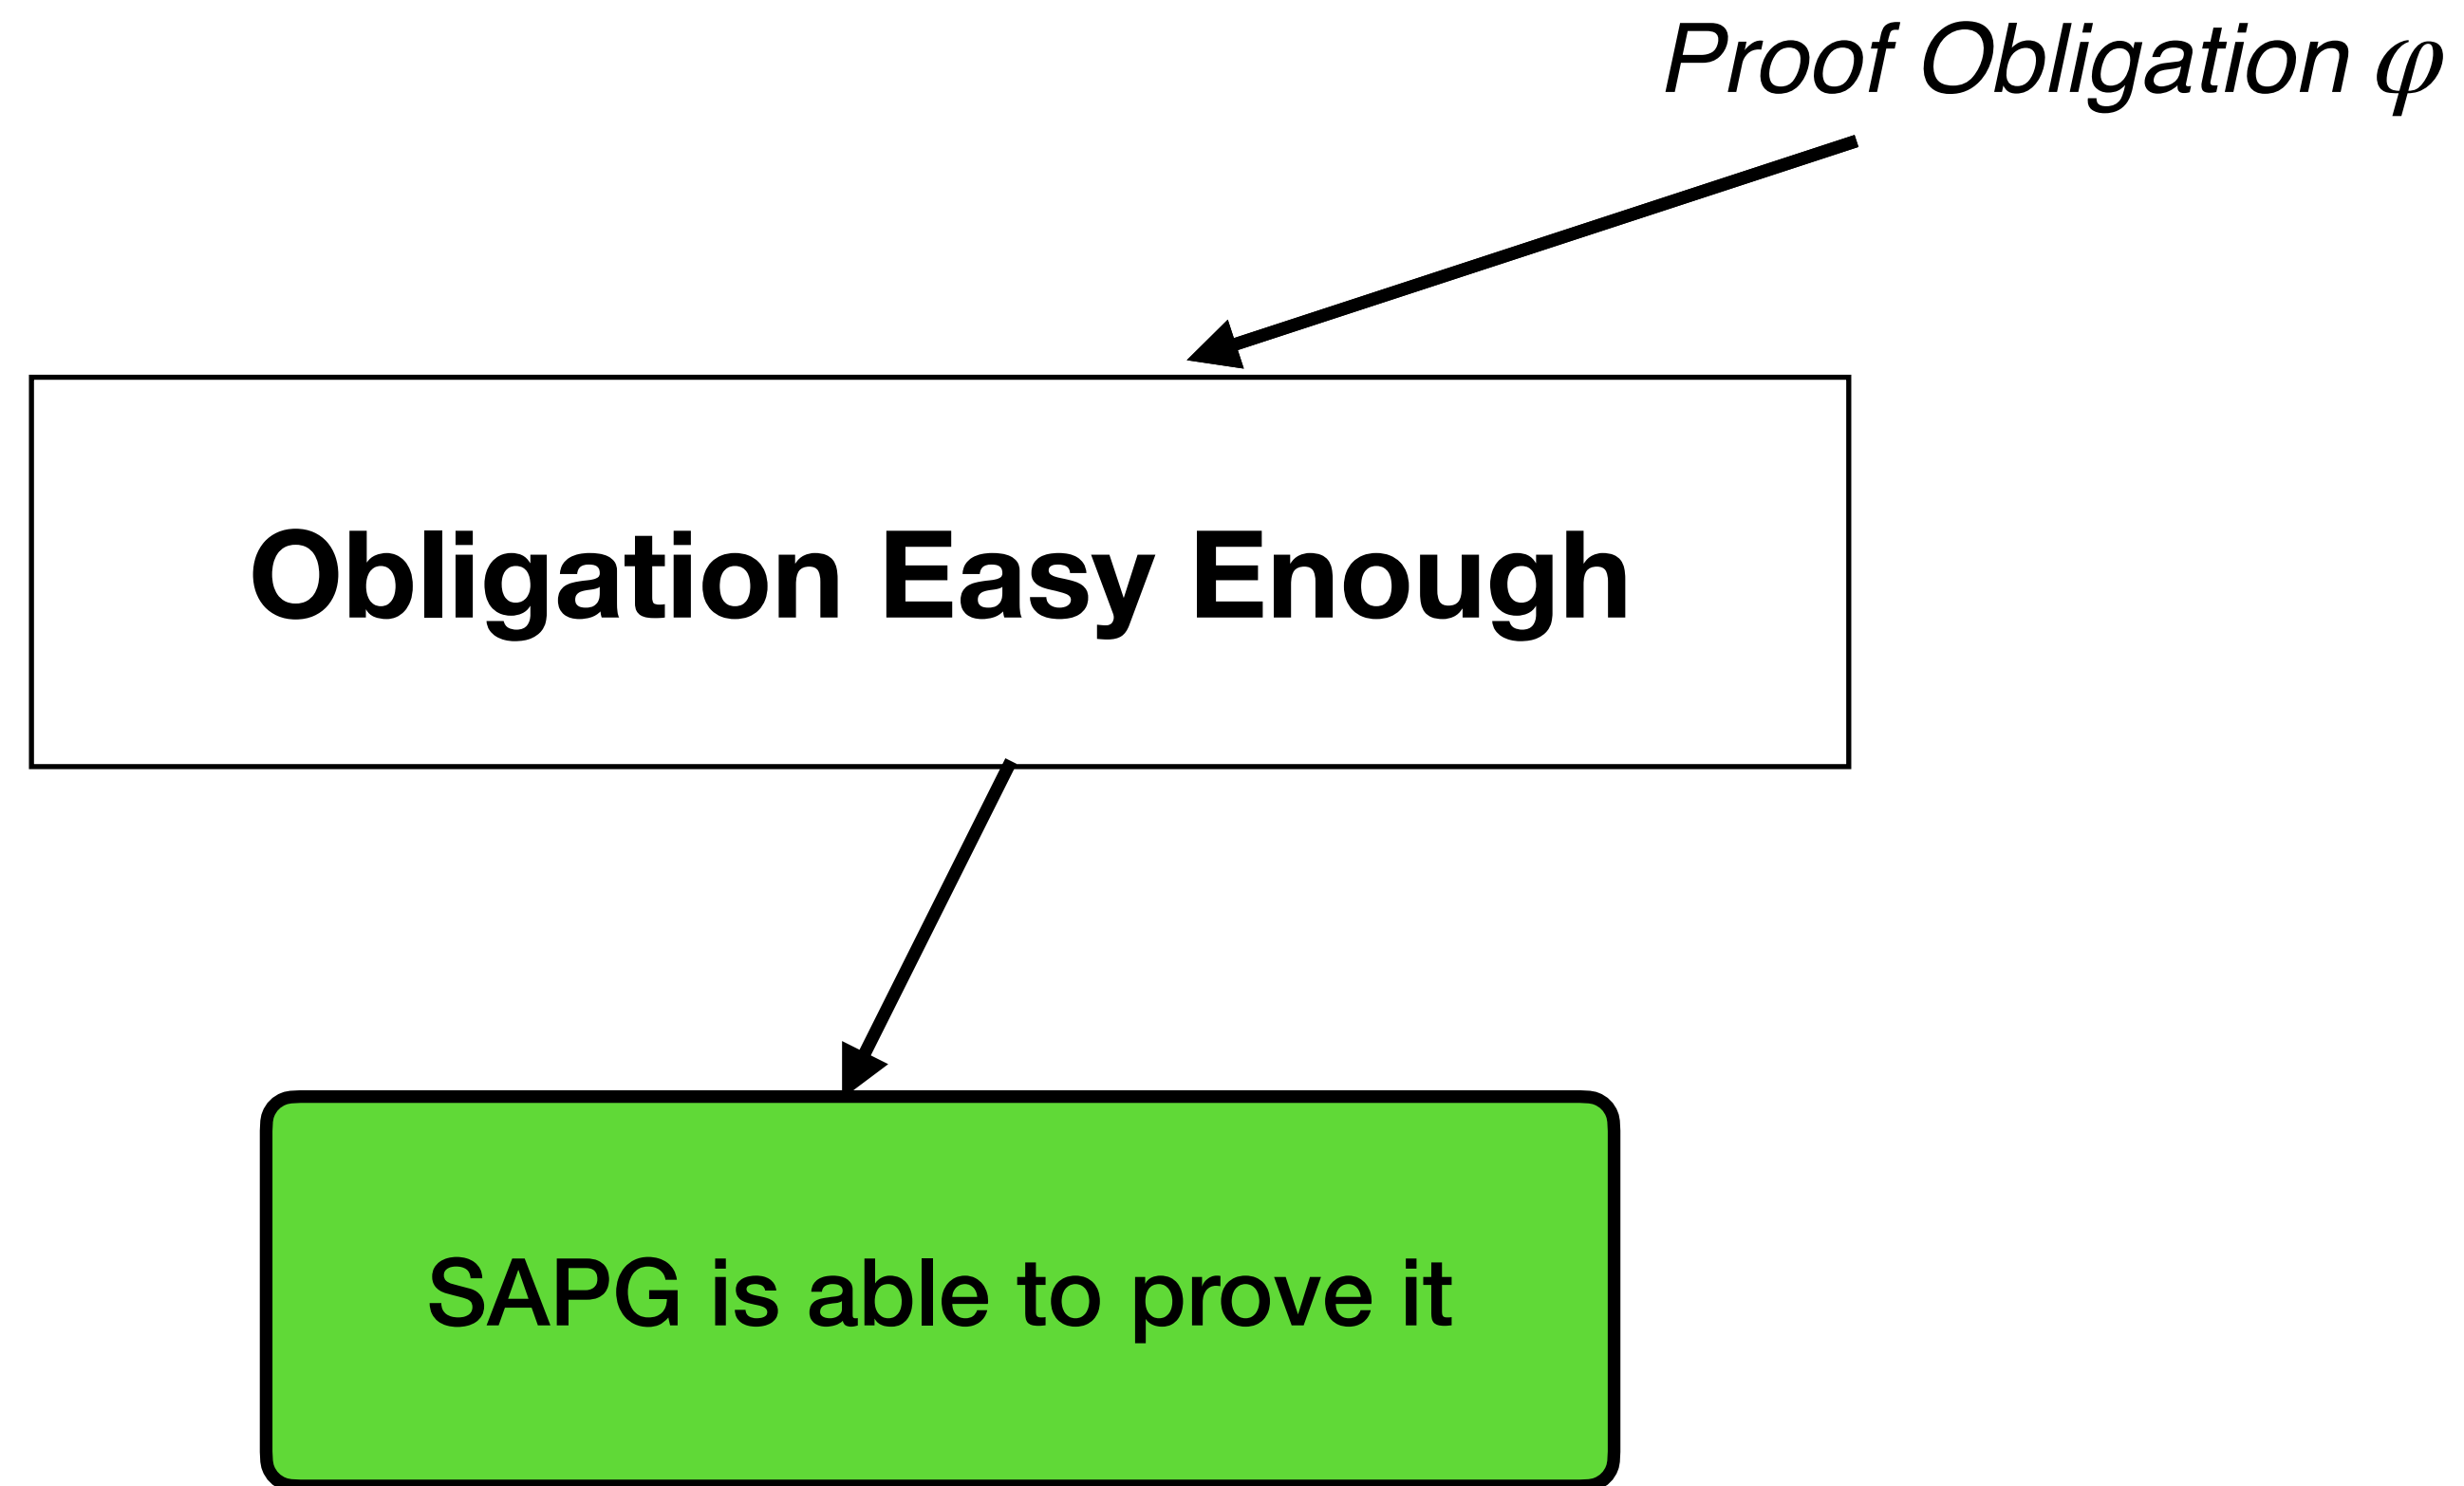 Proof Obligation φ
Obligation Easy Enough
SAPG is able to prove it